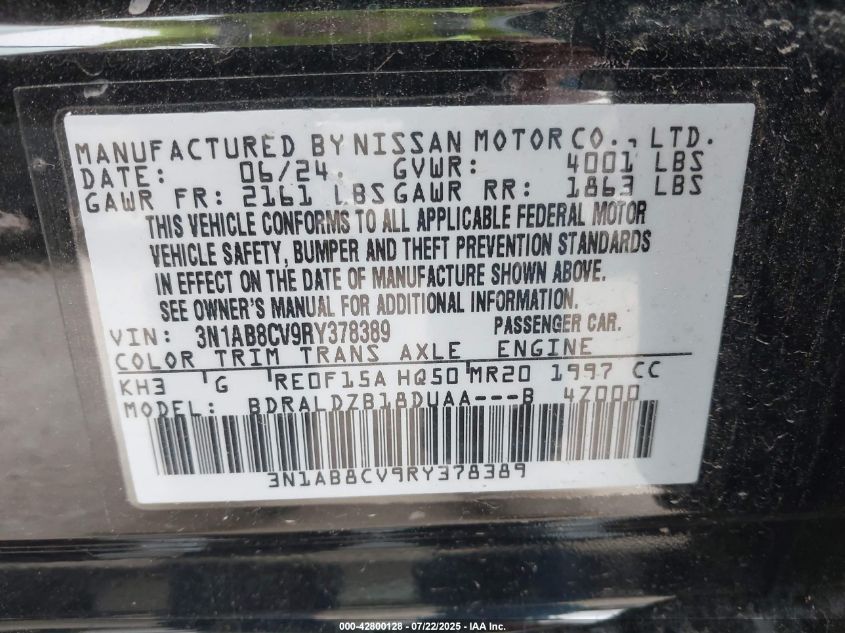 MANUFACTURED BY NISSAN MOTOR CO., LTD.
DATE: 06/24. GVWR: 4001 LBS
GAWR FR: 2161 LBS GAWR RR: 1863 LBS
THIS VEHICLE CONFORMS TO ALL APPLICABLE FEDERAL MOTOR
VEHICLE SAFETY, BUMPER AND THEFT PREVENTION STANDARDS
IN EFFECT ON THE DATE OF MANUFACTURE SHOWN ABOVE.
SEE OWNER'S MANUAL FOR ADDITIONAL INFORMATION.
VIN: 3N1AB8CV9RY378389 PASSENGER CAR.
COLOR TRIM TRANS AXLE ENGINE
KH3 G RE0F15A HQ50 MR20 1997 CC
MODEL: BDRALDZB18DUAA---B 4Z000
3N1AB8CV9RY378389
000-42800128 - 07/22/2025 - IAA Inc.